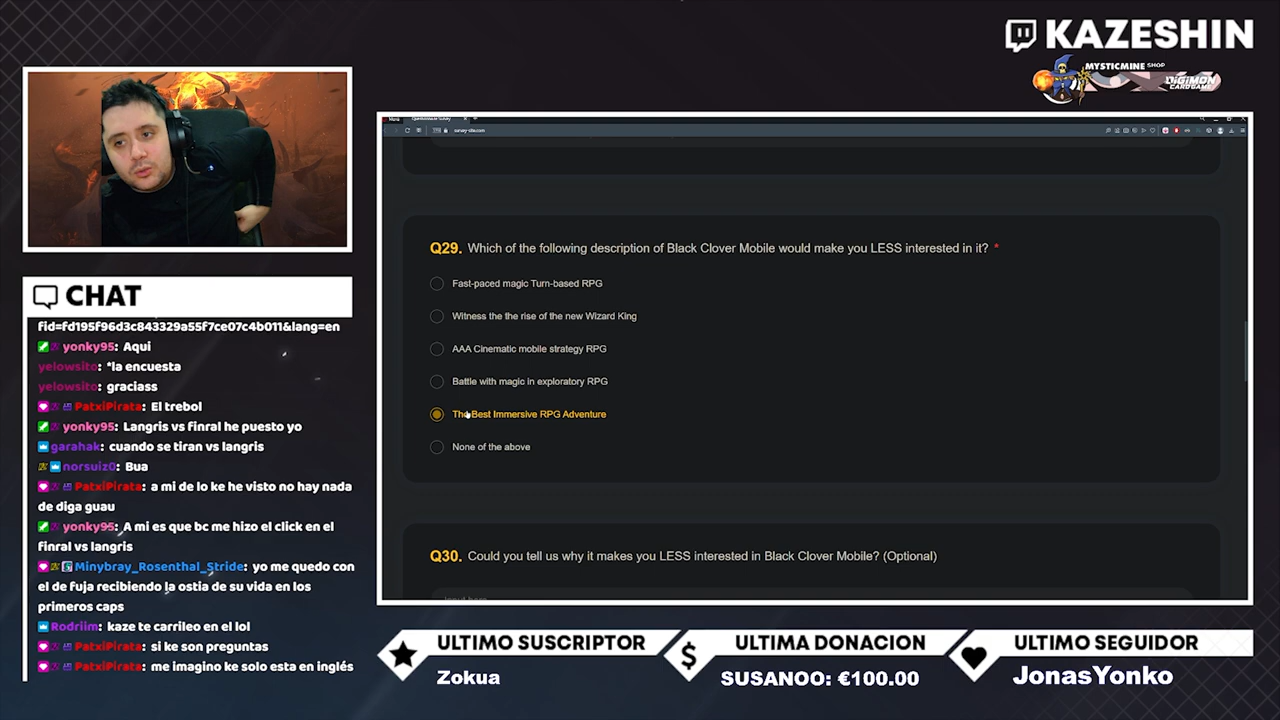 KAZESHIN
MYSTICMINE SHOP
DIGIMON
CARD GAME
survey-site.com
Q29. Which of the following description of Black Clover Mobile would make you LESS interested in it? *
Fast-paced magic Turn-based RPG
Witness the the rise of the new Wizard King
AAA Cinematic mobile strategy RPG
Battle with magic in exploratory RPG
The Best Immersive RPG Adventure
None of the above
Q30. Could you tell us why it makes you LESS interested in Black Clover Mobile? (Optional)
CHAT
fid=fd195f96d3c843329a55f7ce07c4b011&lang=en
yonky95: Aqui
yelowsito: *la encuesta
yelowsito: graciass
PatxiPirata: El trebol
yonky95: Langris vs finral he puesto yo
garahak: cuando se tiran vs langris
norsuiz0: Bua
PatxiPirata: a mi de lo ke he visto no hay nada
de diga guau
yonky95: A mi es que bc me hizo el click en el
finral vs langris
Minybray_Rosenthal_Stride: yo me quedo con
el de fuja recibiendo la ostia de su vida en los
primeros caps
Rodriim: kaze te carrileo en el lol
PatxiPirata: si ke son preguntas
PatxiPirata: me imagino ke solo esta en inglés
ULTIMO SUSCRIPTOR
Zokua
ULTIMA DONACION
SUSANOO: €100.00
ULTIMO SEGUIDOR
JonasYonko